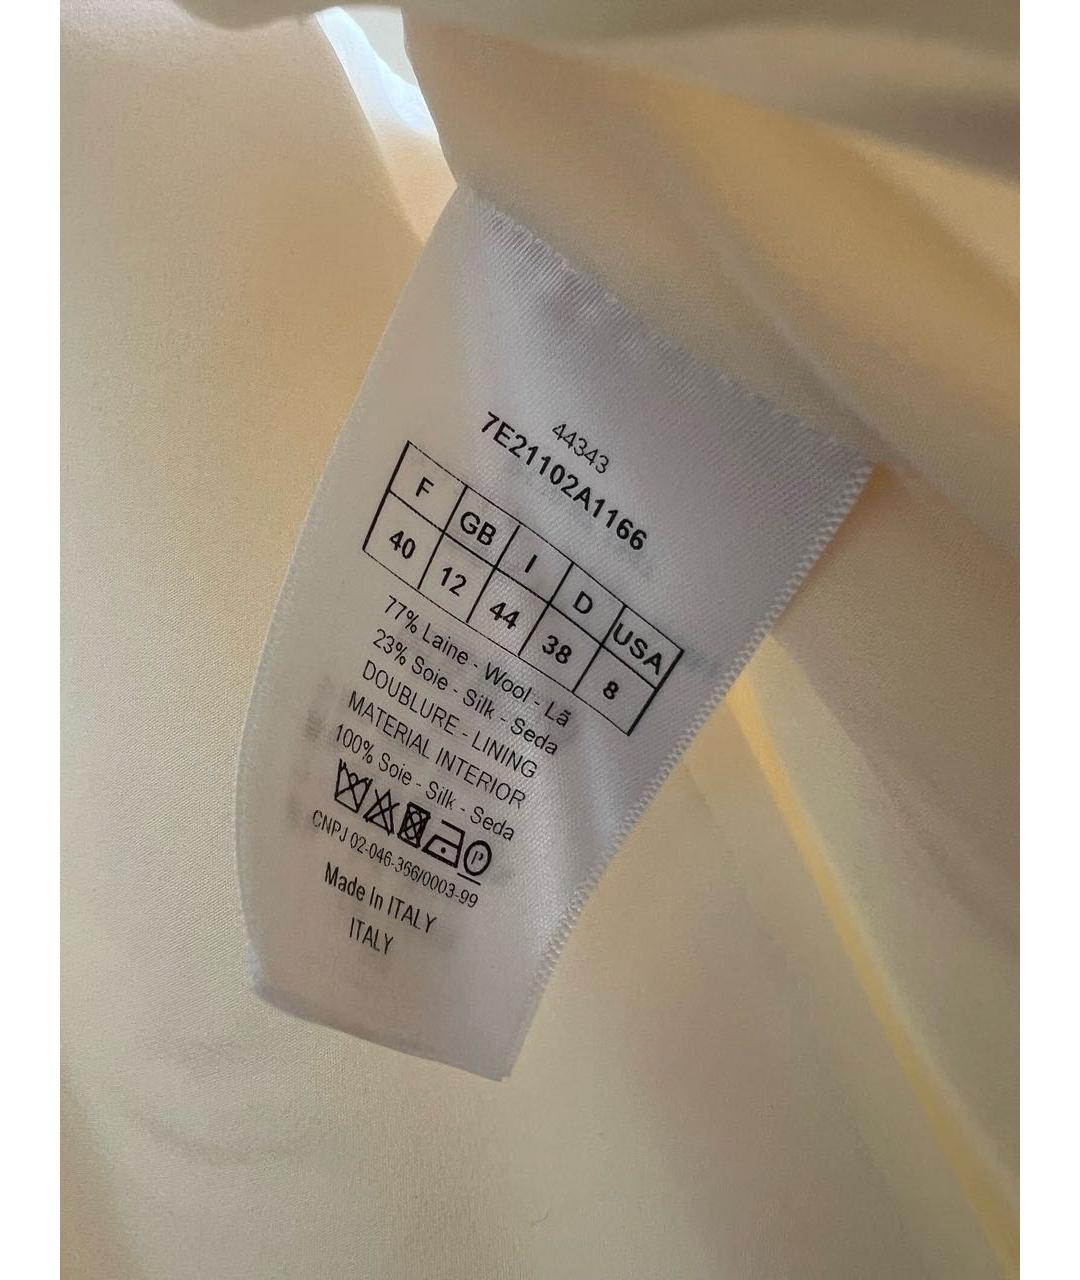 44343
7E21102A1166
F GB I D USA
40 12 44 38 8
77% Laine - Wool - Lã
23% Soie - Silk - Seda
DOUBLURE - LINING
MATERIAL INTERIOR
100% Soie - Silk - Seda
P
CNPJ 02-046-366/0003-99
Made In ITALY
ITALY